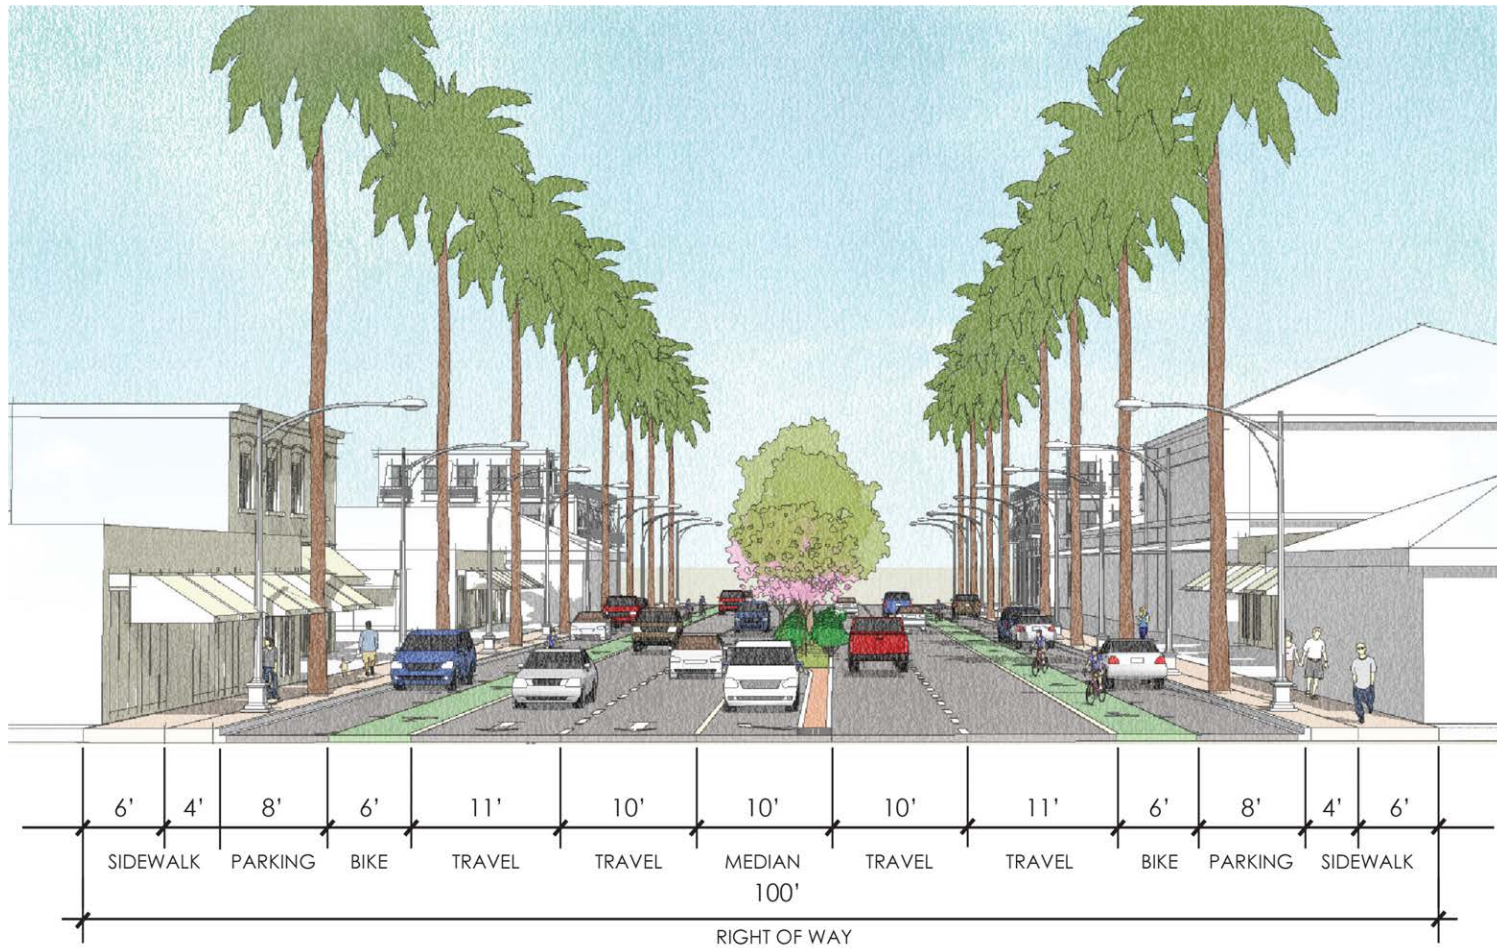 6' 4' 8' 6' 11' 10' 10' 10' 11' 6' 8' 4' 6'
SIDEWALK PARKING BIKE TRAVEL TRAVEL MEDIAN TRAVEL TRAVEL BIKE PARKING SIDEWALK
100'
RIGHT OF WAY